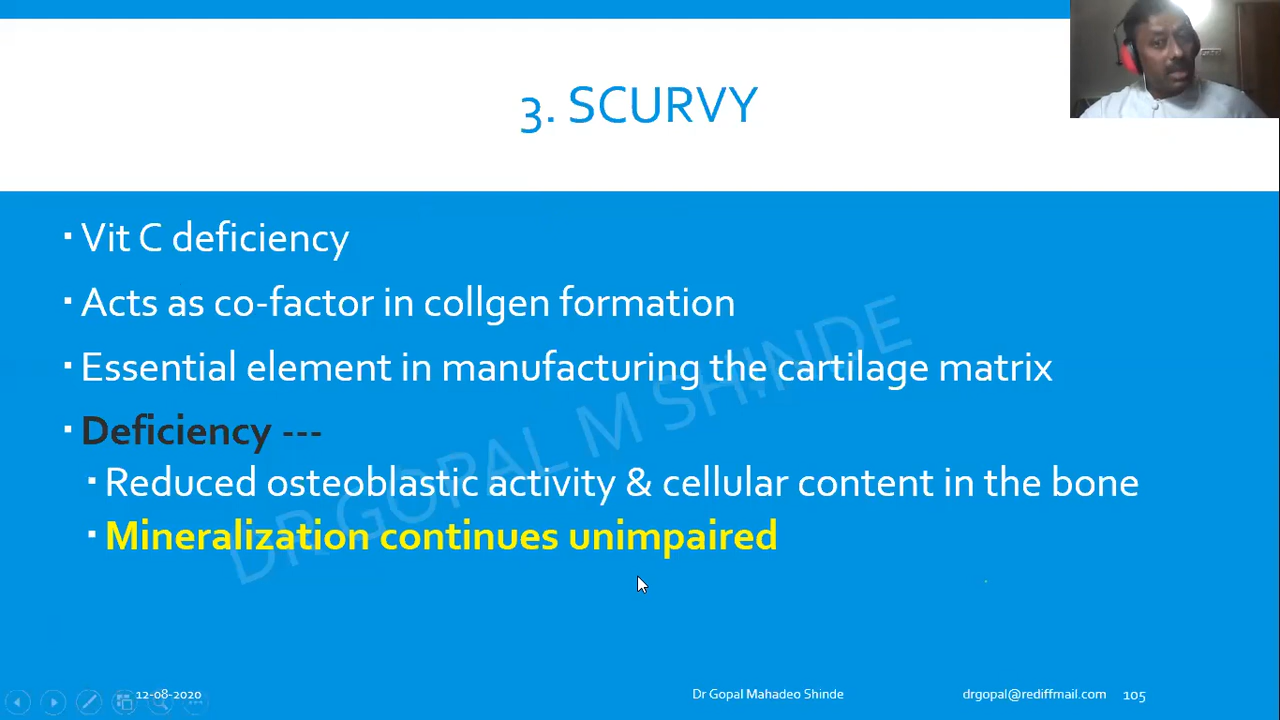 3. SCURVY
Vit C deficiency
Acts as co-factor in collgen formation
Essential element in manufacturing the cartilage matrix
Deficiency ---
Reduced osteoblastic activity & cellular content in the bone
Mineralization continues unimpaired
DR GOPAL M SHINDE
12-08-2020
Dr Gopal Mahadeo Shinde
drgopal@rediffmail.com
105